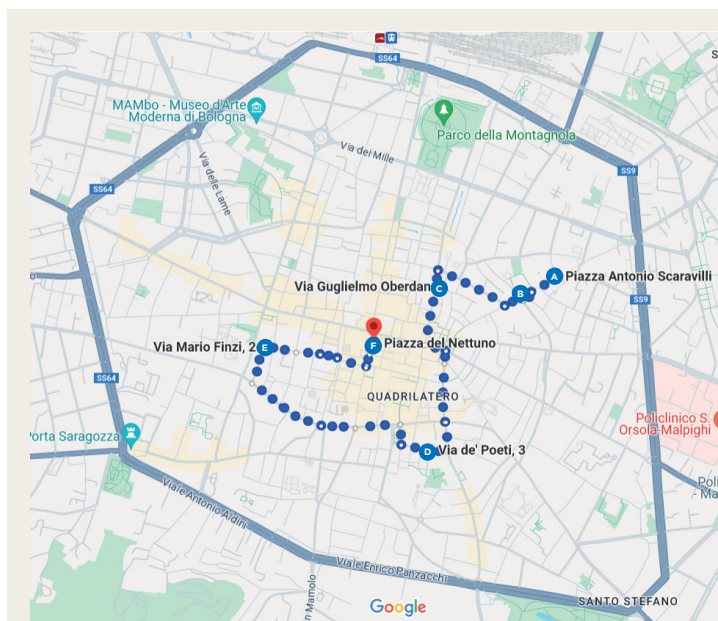 SS64
MAMbo - Museo d'Arte
Moderna di Bologna
Parco della Montagnola
Via dei Mille
Via delle Lame
SS9
SS64
A
Piazza Antonio Scaravilli
B
Via Guglielmo Oberdan
C
SS9
Via Mario Finzi, 2
E
F
Piazza del Nettuno
SS64
QUADRILATERO
Policlinico S.
Orsola-Malpighi
Porta Saragozza
D
Via de' Poeti, 3
Viale Antonio Aldini
Viale Enrico Panzacchi
n Mamolo
Google
SANTO STEFANO